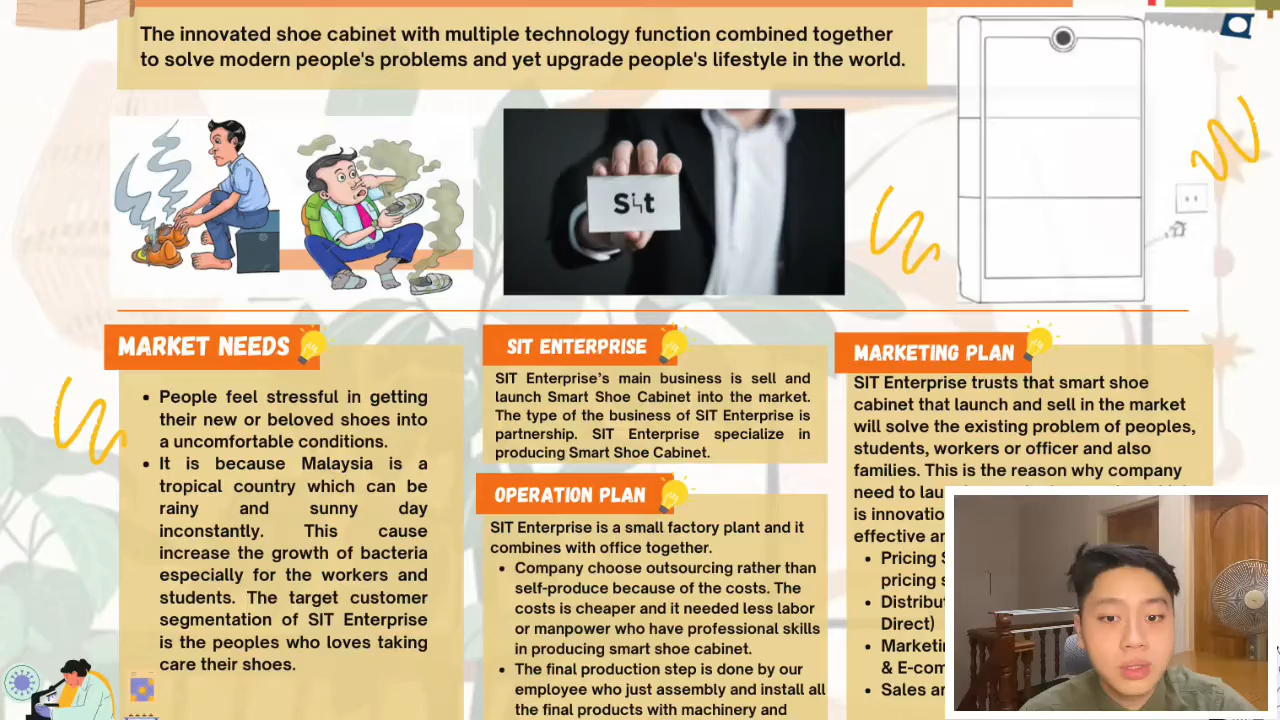 The innovated shoe cabinet with multiple technology function combined together
to solve modern people's problems and yet upgrade people's lifestyle in the world.
Sit
MARKET NEEDS
People feel stressful in getting
their new or beloved shoes into
a uncomfortable conditions.
It is because Malaysia is a
tropical country which can be
rainy and sunny day
inconstantly. This cause
increase the growth of bacteria
especially for the workers and
students. The target customer
segmentation of SIT Enterprise
is the peoples who loves taking
care their shoes.
SIT ENTERPRISE
SIT Enterprise’s main business is sell and
launch Smart Shoe Cabinet into the market.
The type of the business of SIT Enterprise is
partnership. SIT Enterprise specialize in
producing Smart Shoe Cabinet.
OPERATION PLAN
SIT Enterprise is a small factory plant and it
combines with office together.
Company choose outsourcing rather than
self-produce because of the costs. The
costs is cheaper and it needed less labor
or manpower who have professional skills
in producing smart shoe cabinet.
The final production step is done by our
employee who just assembly and install all
the final products with machinery and
MARKETING PLAN
SIT Enterprise trusts that smart shoe
cabinet that launch and sell in the market
will solve the existing problem of peoples,
students, workers or officer and also
families. This is the reason why company
need to
is
effective
Pricing
pricing
Direct)
&
Sales